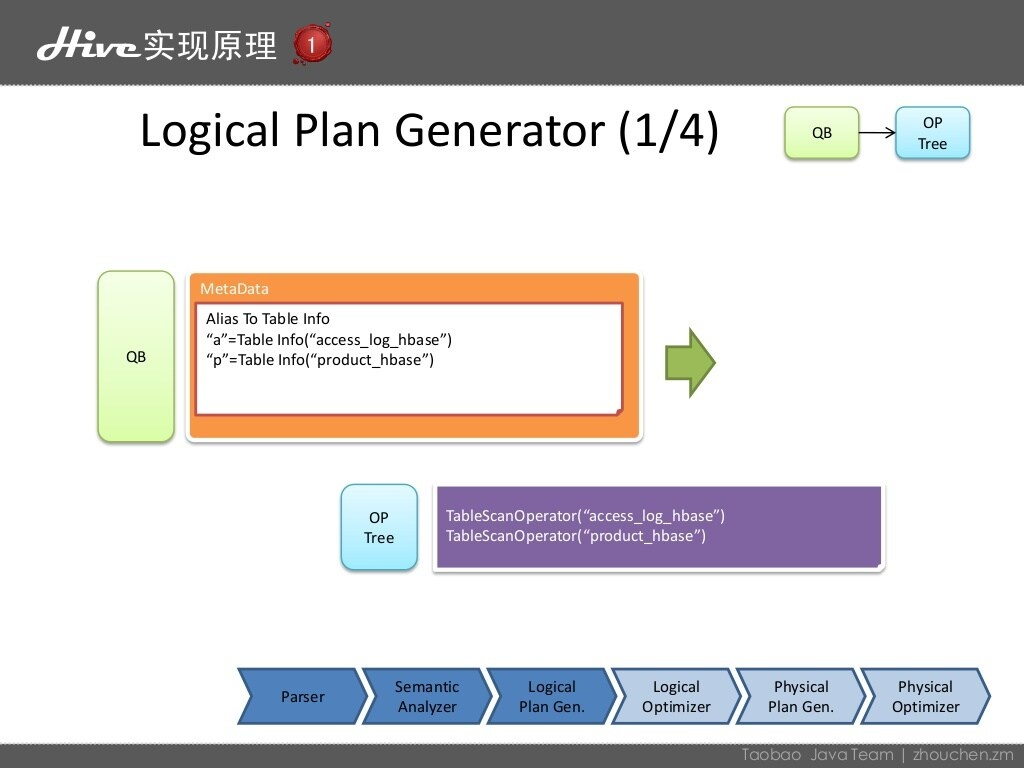 Hive实现原理 1
Logical Plan Generator (1/4)
QB
OP
Tree
QB
MetaData
Alias To Table Info
“a”=Table Info(“access_log_hbase”)
“p”=Table Info(“product_hbase”)
OP
Tree
TableScanOperator(“access_log_hbase”)
TableScanOperator(“product_hbase”)
Parser
Semantic
Analyzer
Logical
Plan Gen.
Logical
Optimizer
Physical
Plan Gen.
Physical
Optimizer
Taobao Java Team | zhouchen.zm